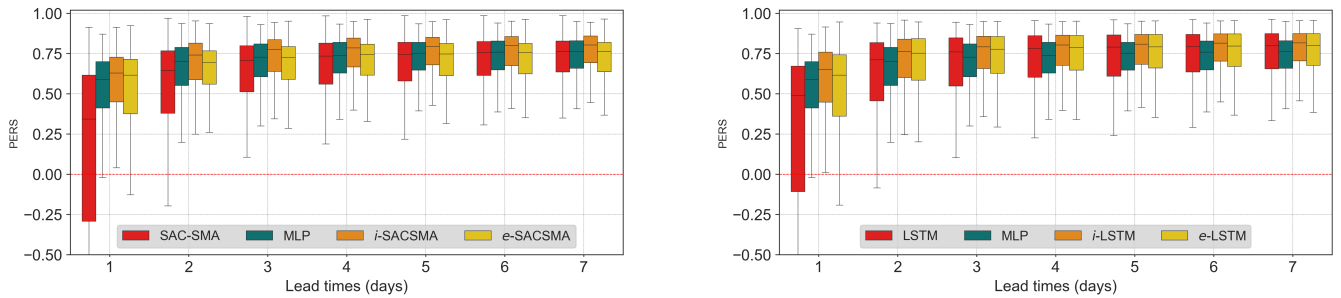 1.00
0.75
0.50
0.25
0.00
−0.25
−0.50
PERS
SAC-SMA MLP i-SACSMA e-SACSMA
1 2 3 4 5 6 7
Lead times (days)
1.00
0.75
0.50
0.25
0.00
−0.25
−0.50
PERS
LSTM MLP i-LSTM e-LSTM
1 2 3 4 5 6 7
Lead times (days)